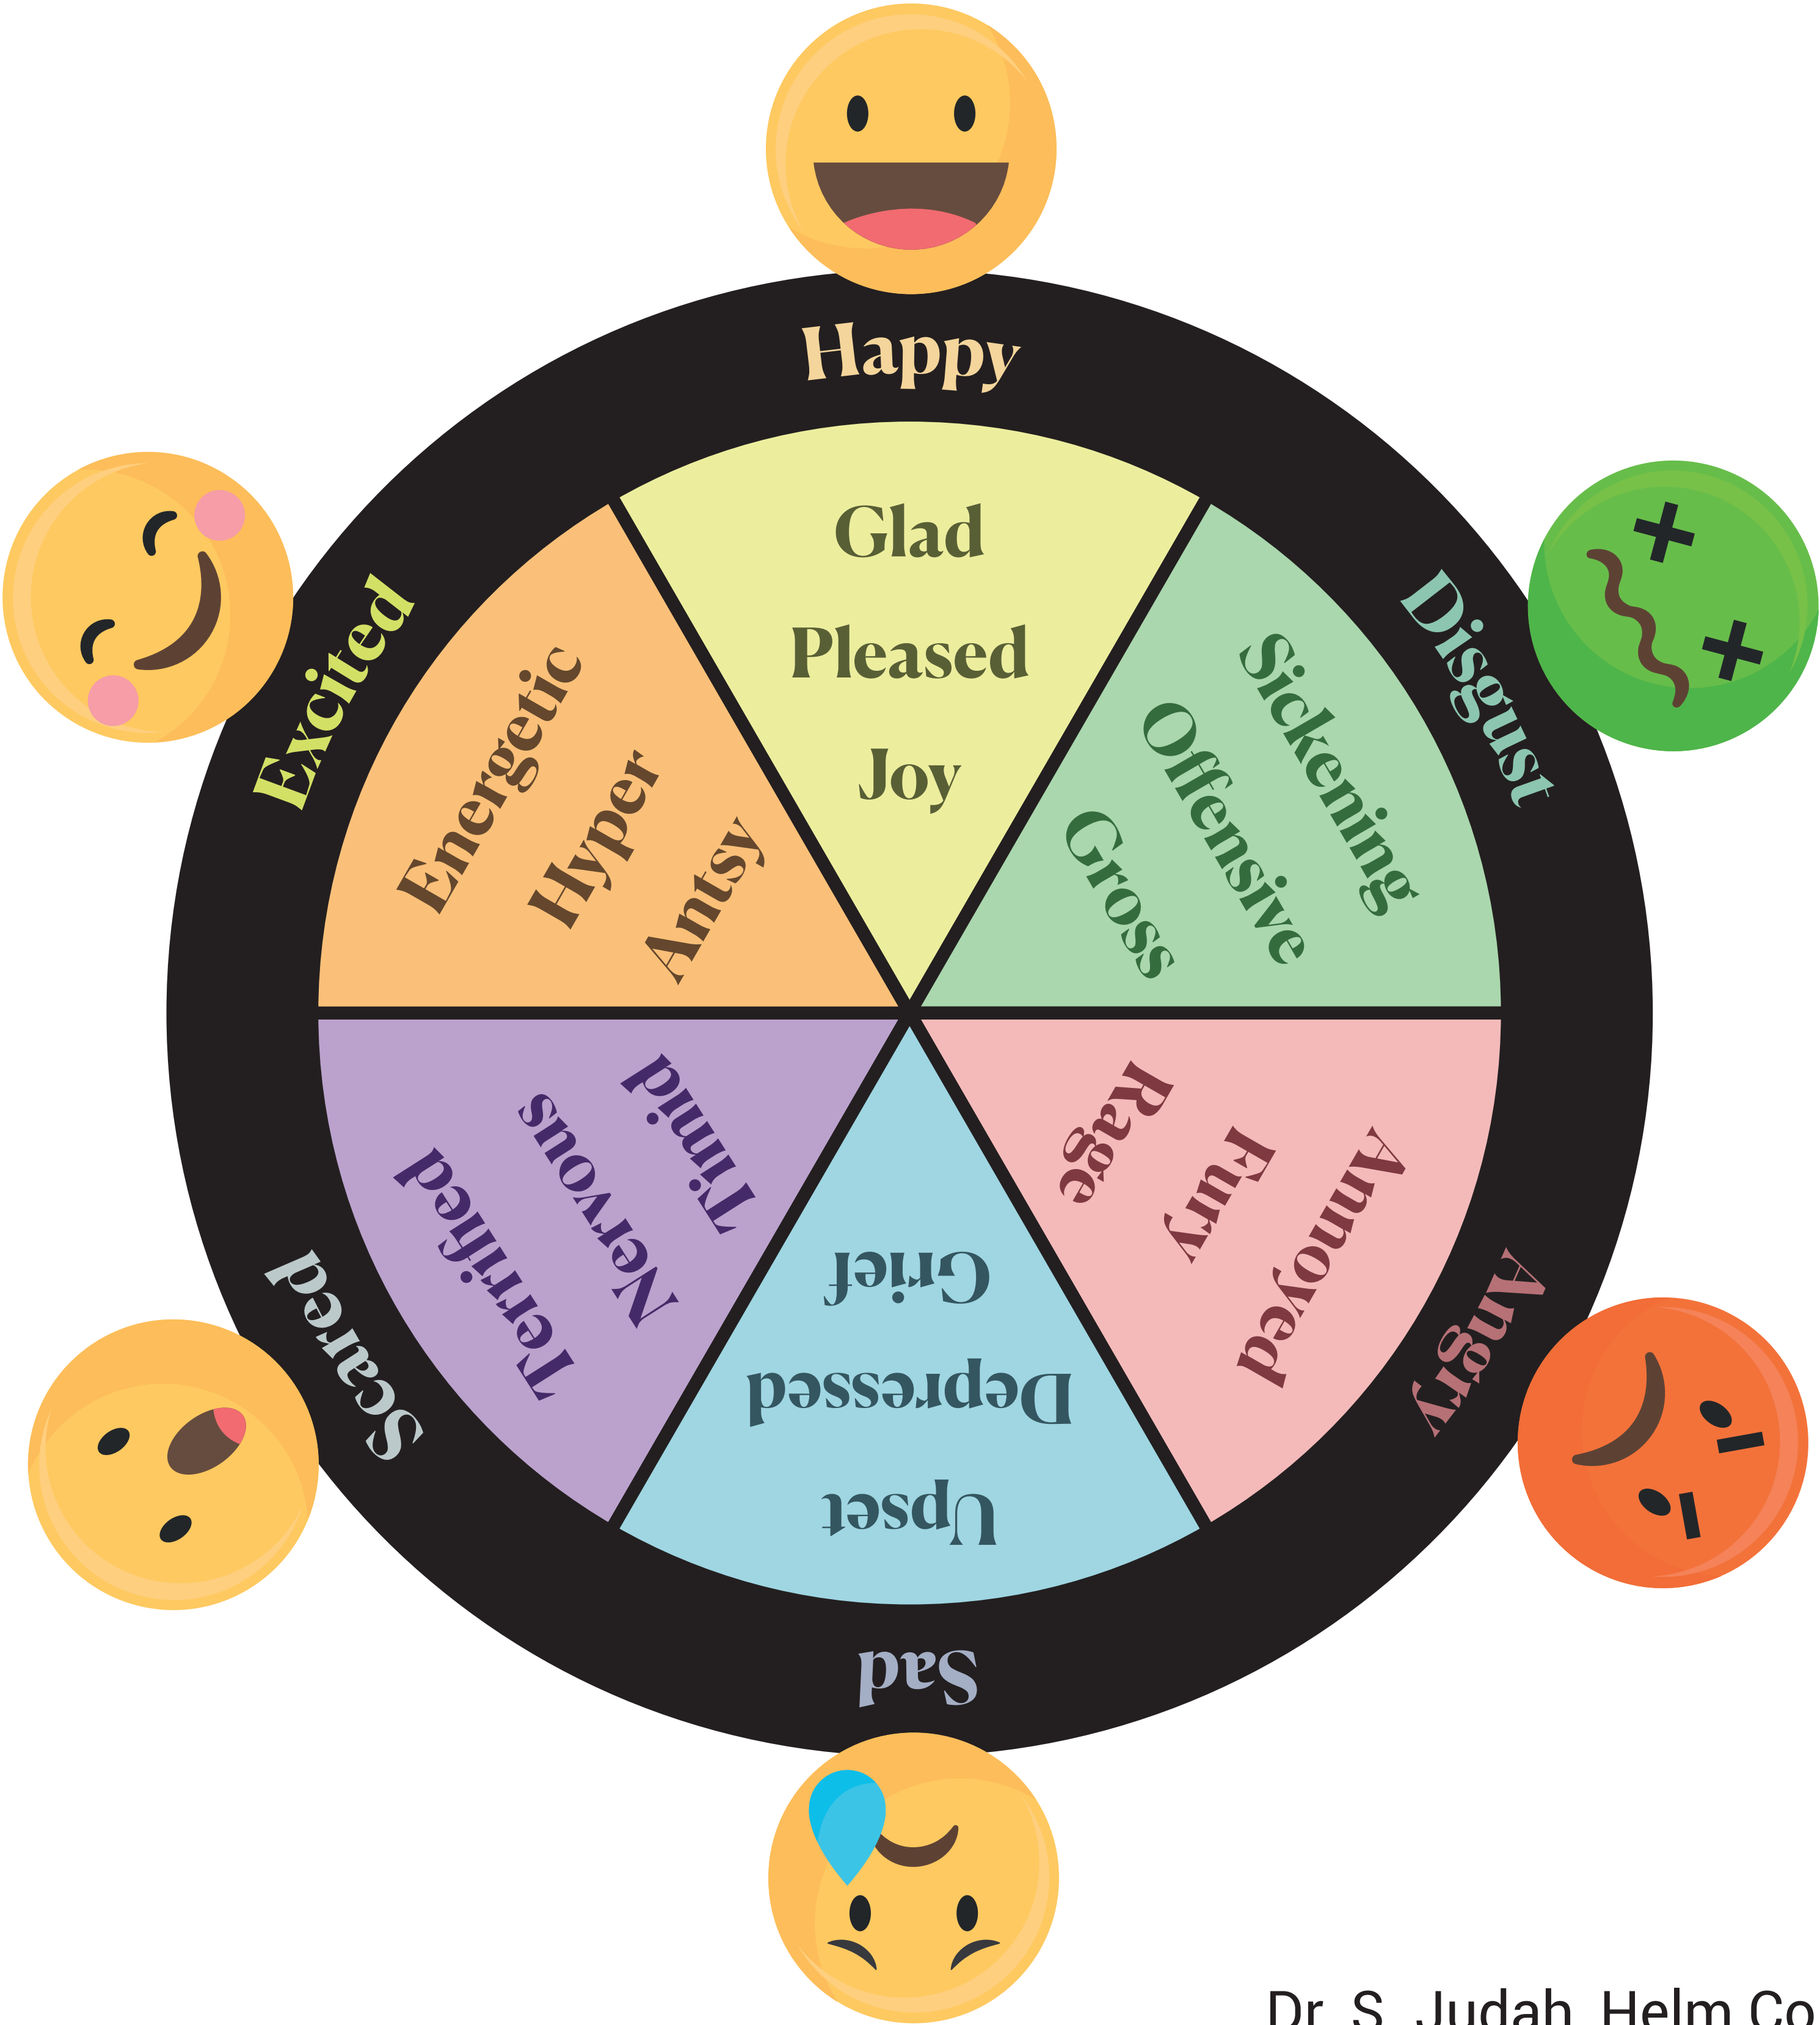 Happy
Glad
Pleased
Joy
Disgust
Sickening
Offensive
Gross
Angry
Annoyed
Fury
Rage
Sad
Upset
Depressed
Grief
Scared
Terrified
Nervous
Timid
Excited
Energetic
Hyper
Antsy
Dr. S. Judah, Helm Co